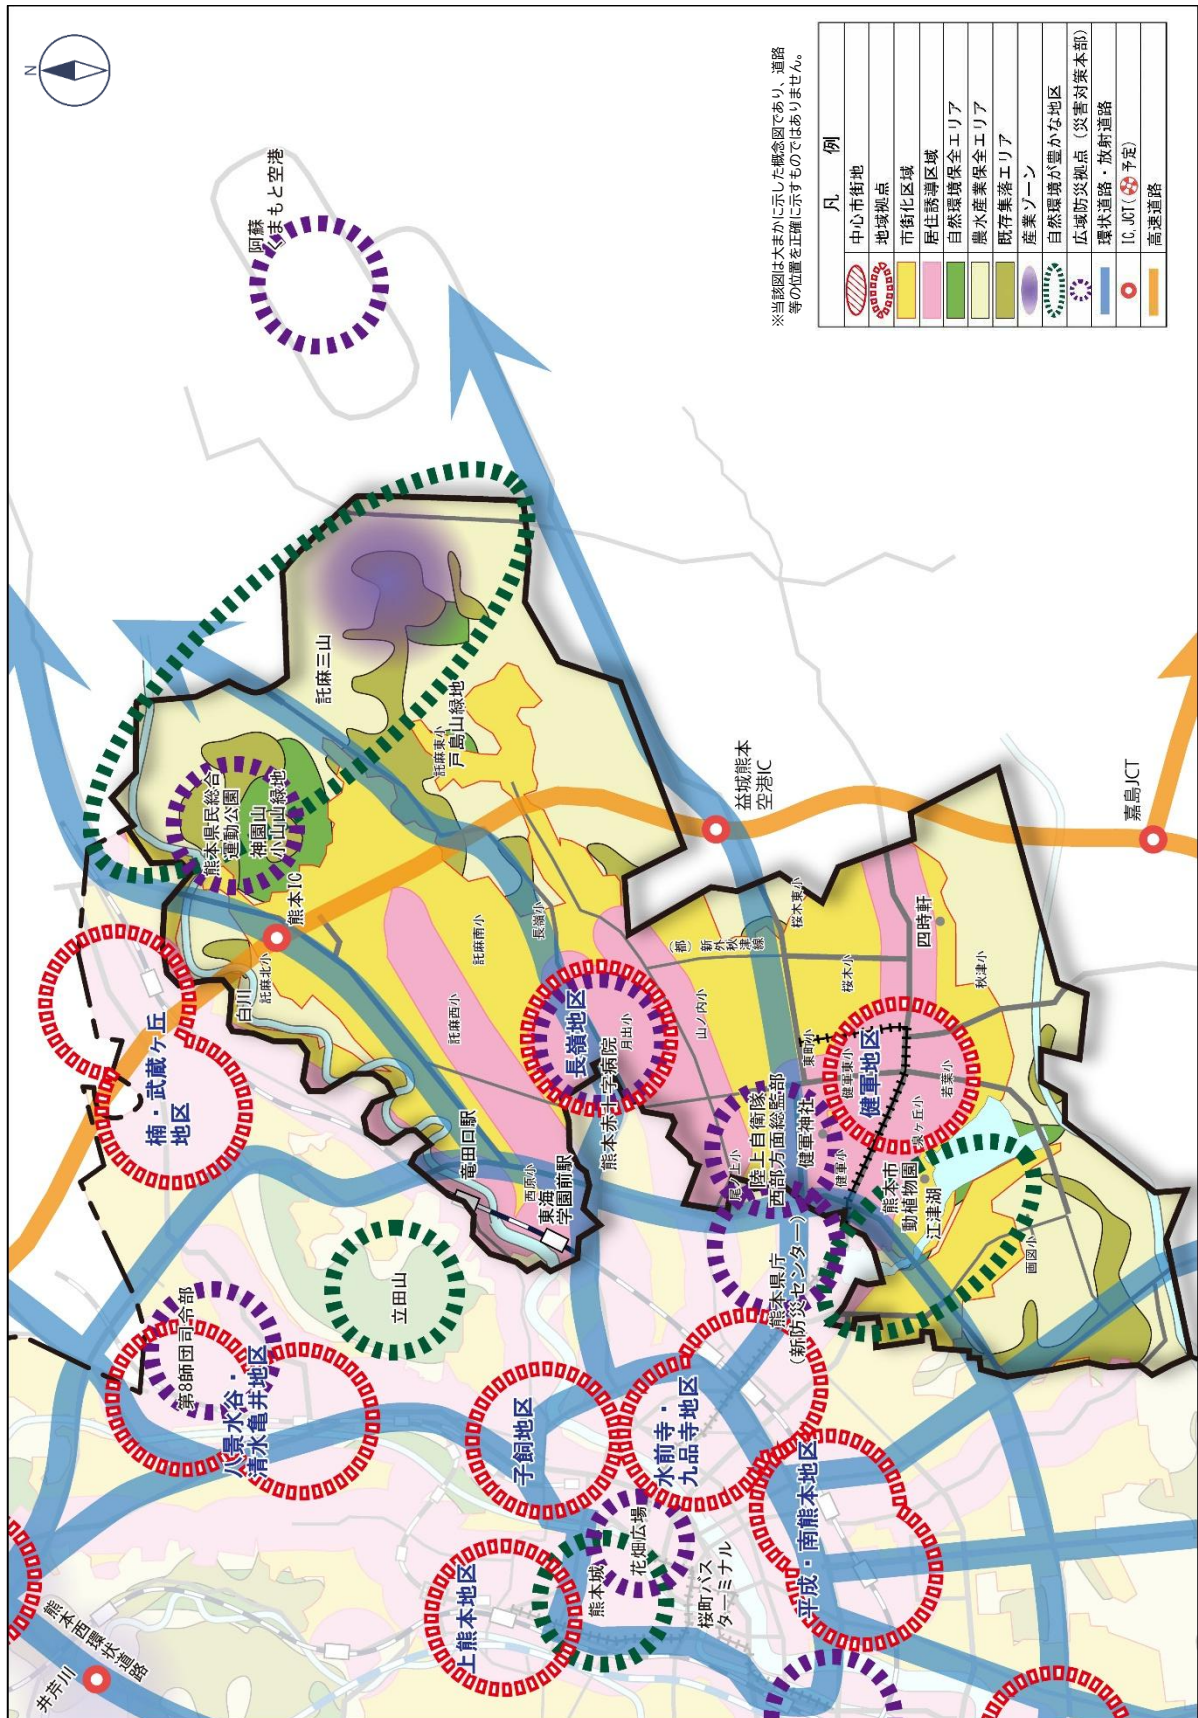 N
※当該図は大まかに示した概念図であり、道路
等の位置を正確に示すものではありません。
凡　例
中心市街地
地域拠点
市街化区域
居住誘導区域
自然環境保全エリア
農水産業保全エリア
既存集落エリア
産業ゾーン
自然環境が豊かな地区
広域防災拠点（災害対策本部）
環状道路・放射道路
IC, JCT(予定)
高速道路
阿蘇
くまもと空港
託麻三山
熊本県民総合
運動公園
神園山
小山山緑地
託麻東小
戸島山緑地
熊本IC
白川
託麻北小
託麻南小
長嶺小
託麻西小
益城熊本
空港IC
嘉島JCT
楠・武蔵ヶ丘
地区
長嶺地区
月出小
熊本赤十字病院
山ノ内小
(都)
新外秋津線
桜木東小
桜木小
四時軒
秋津小
竜田口駅
西原小
東海
学園前駅
尾ノ上小
陸上自衛隊
西部方面総監部
健軍神社
東町小
健軍東小
健軍地区
若葉小
泉ヶ丘小
健軍小
熊本市
動植物園
江津湖
画図小
立田山
熊本県庁
(新防災センター)
第8師団司令部
八景水谷・
清水亀井地区
子飼地区
水前寺・
九品寺地区
平成・南熊本地区
上熊本地区
熊本城
花畑広場
桜町バス
ターミナル
熊本西環状道路
井芹川